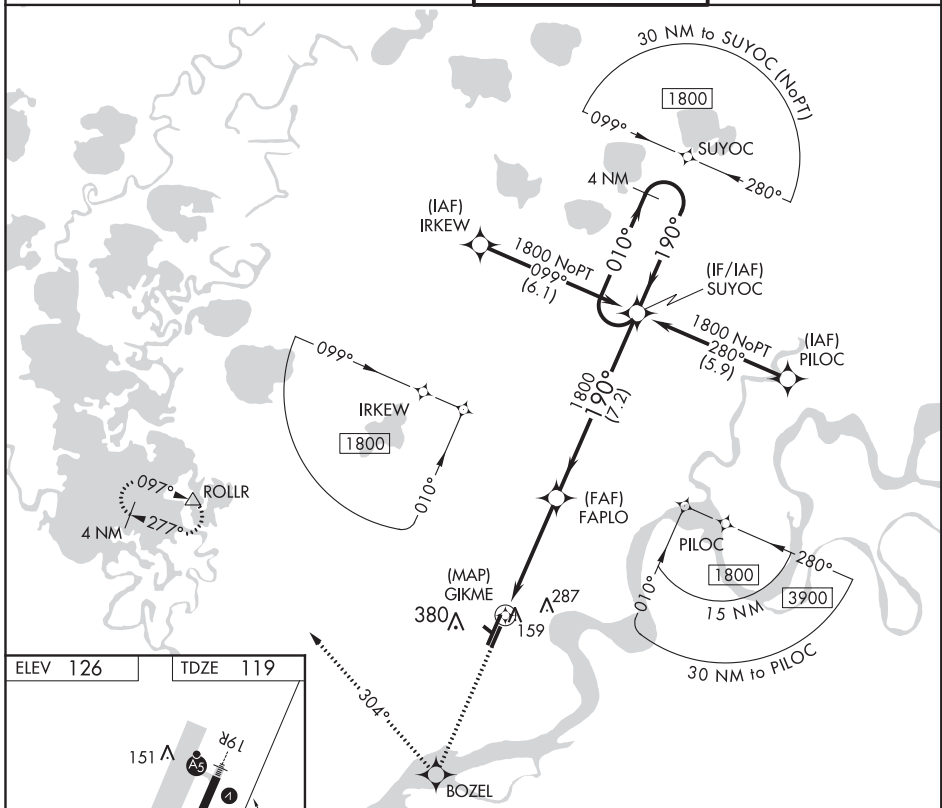 30 NM to SUYOC (NoPT)
1800
099°
SUYOC
280°
4 NM
(IAF)
IRKEW
1800 NoPT
099°
(6.1)
010°
190°
(IF/IAF)
SUYOC
1800 NoPT
280°
(5.9)
(IAF)
PILOC
099°
IRKEW
1800
010°
1800
190°
(7.2)
097°
ROLLR
4 NM
277°
(FAF)
FAPLO
PILOC
280°
1800
010°
15 NM
3900
30 NM to PILOC
(MAP)
GIKME
380
287
159
304°
BOZEL
ELEV 126
TDZE 119
151
A5
19R